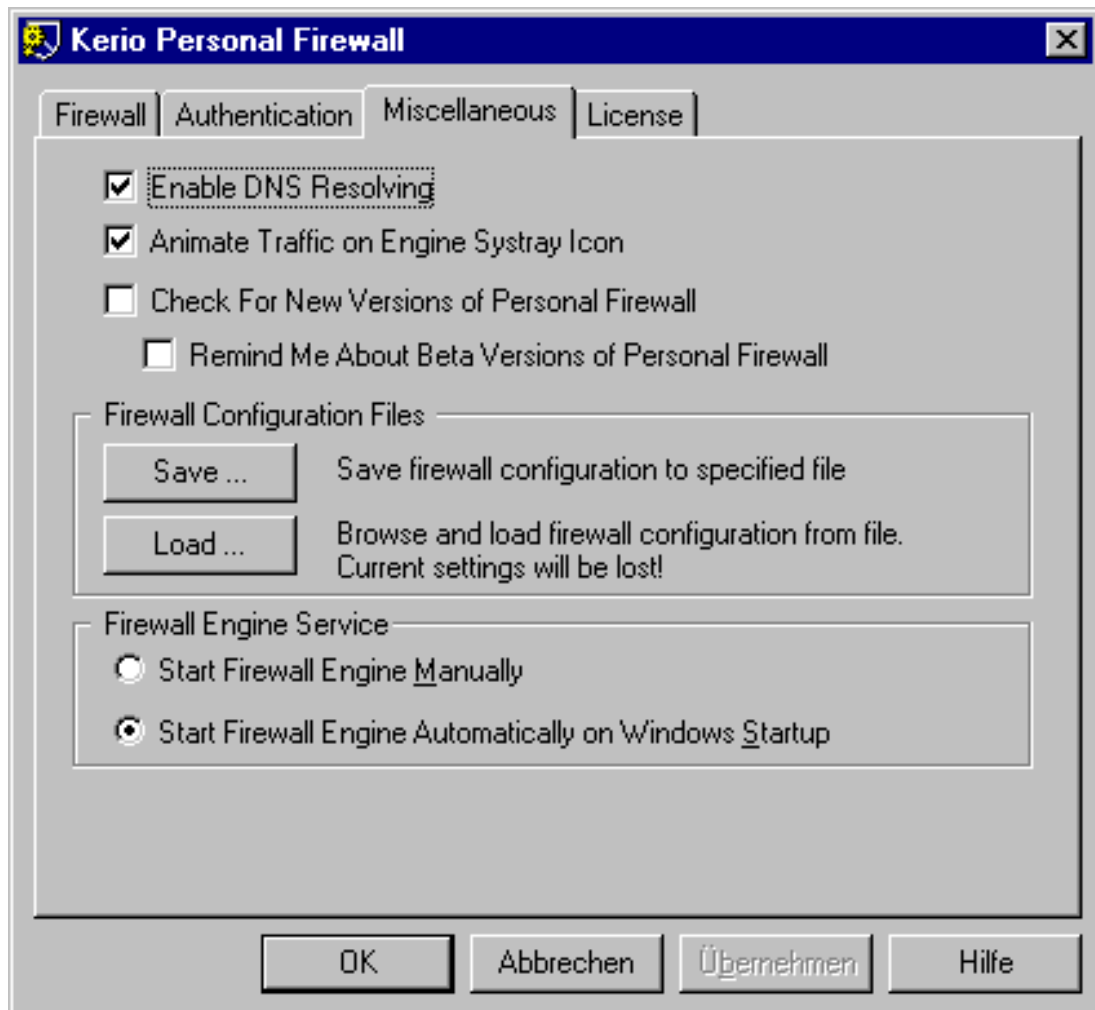 Kerio Personal Firewall
Firewall Authentication Miscellaneous License
Enable DNS Resolving
Animate Traffic on Engine Systray Icon
Check For New Versions of Personal Firewall
Remind Me About Beta Versions of Personal Firewall
Firewall Configuration Files
Save ... Save firewall configuration to specified file
Load ... Browse and load firewall configuration from file.
Current settings will be lost!
Firewall Engine Service
Start Firewall Engine Manually
Start Firewall Engine Automatically on Windows Startup
OK Abbrechen Übernehmen Hilfe